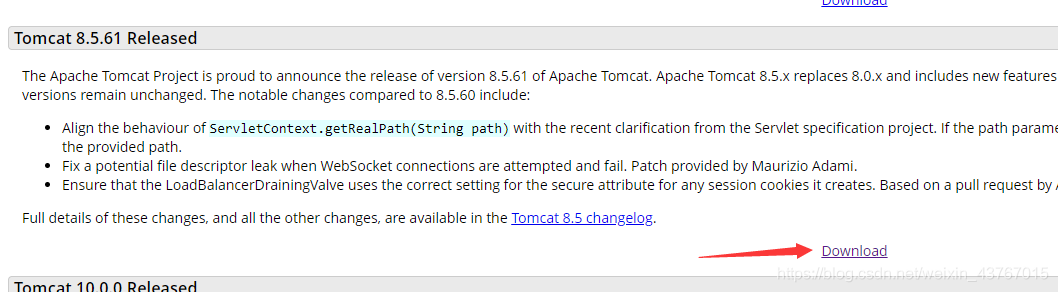 Download
Tomcat 8.5.61 Released
The Apache Tomcat Project is proud to announce the release of version 8.5.61 of Apache Tomcat. Apache Tomcat 8.5.x replaces 8.0.x and includes new features
versions remain unchanged. The notable changes compared to 8.5.60 include:
• Align the behaviour of ServletContext.getRealPath(String path) with the recent clarification from the Servlet specification project. If the path parame
the provided path.
• Fix a potential file descriptor leak when WebSocket connections are attempted and fail. Patch provided by Maurizio Adami.
• Ensure that the LoadBalancerDrainingValve uses the correct setting for the secure attribute for any session cookies it creates. Based on a pull request by
Full details of these changes, and all the other changes, are available in the Tomcat 8.5 changelog.
Download
https://blog.csdn.net/weixin_43767015
Tomcat 10.0.0 Released